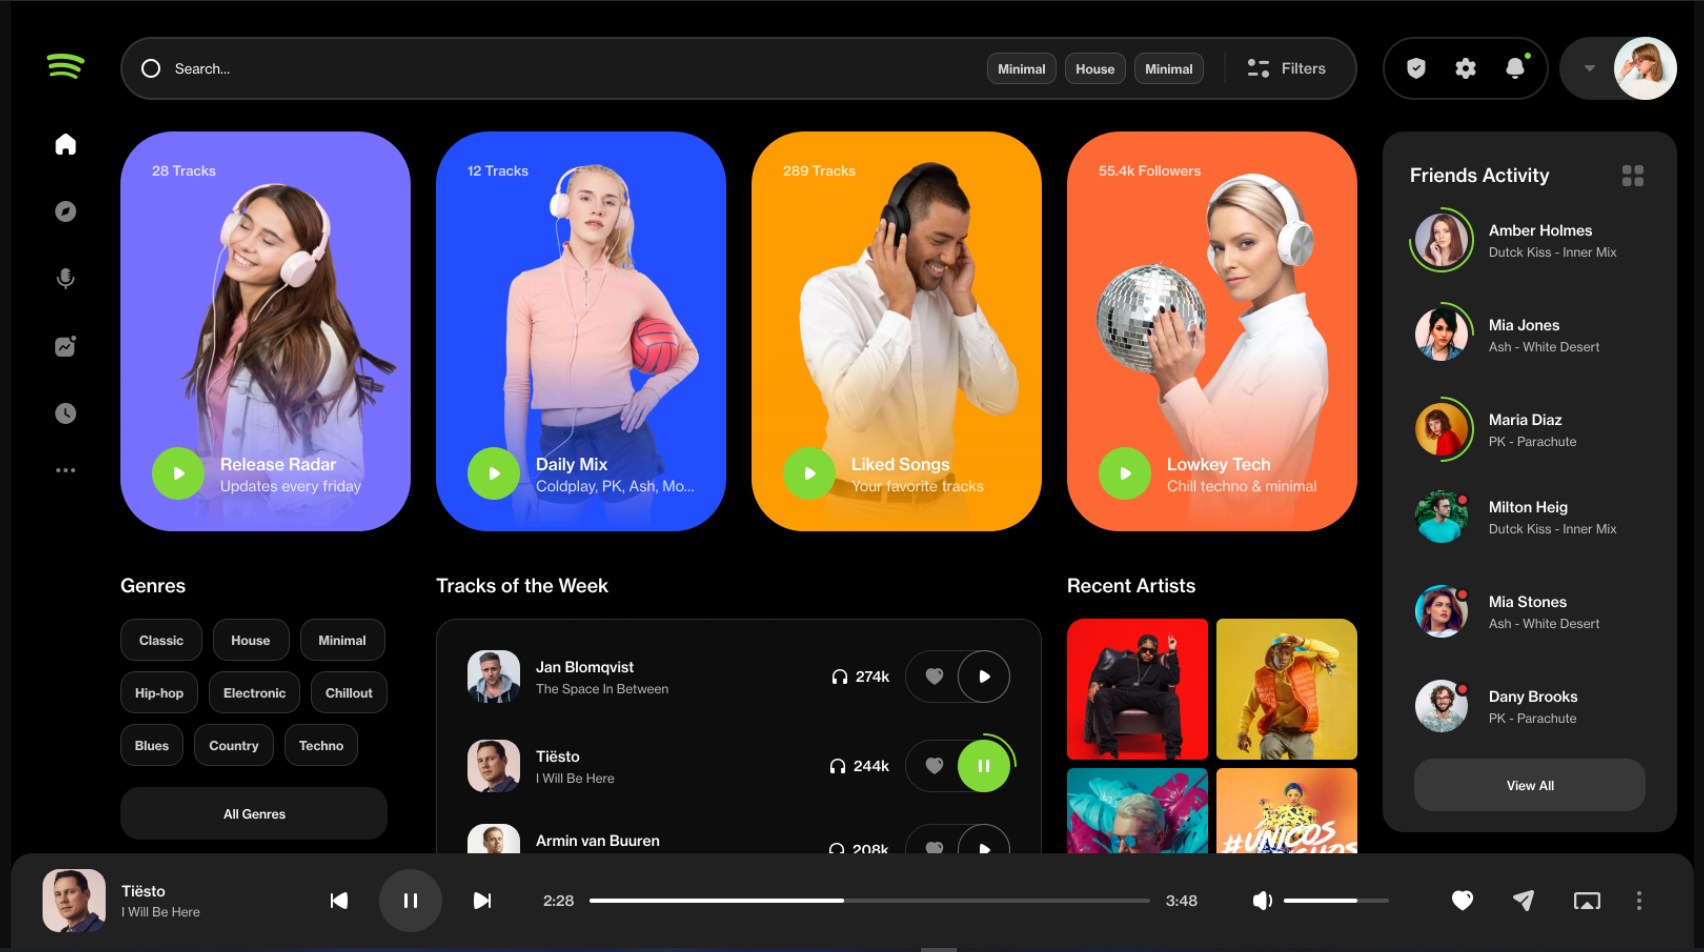 Search...
Minimal
House
Minimal
Filters
28 Tracks
Release Radar
Updates every friday
12 Tracks
Daily Mix
Coldplay, PK, Ash, Mo...
289 Tracks
Liked Songs
Your favorite tracks
55.4k Followers
Lowkey Tech
Chill techno & minimal
Friends Activity
Amber Holmes
Dutck Kiss - Inner Mix
Mia Jones
Ash - White Desert
Maria Diaz
PK - Parachute
Milton Heig
Dutck Kiss - Inner Mix
Mia Stones
Ash - White Desert
Dany Brooks
PK - Parachute
View All
Genres
Classic
House
Minimal
Hip-hop
Electronic
Chillout
Blues
Country
Techno
All Genres
Tracks of the Week
Jan Blomqvist
The Space In Between
274k
Tiësto
I Will Be Here
244k
Armin van Buuren
208k
Recent Artists
#ÚNICOS
Tiësto
I Will Be Here
2:28
3:48